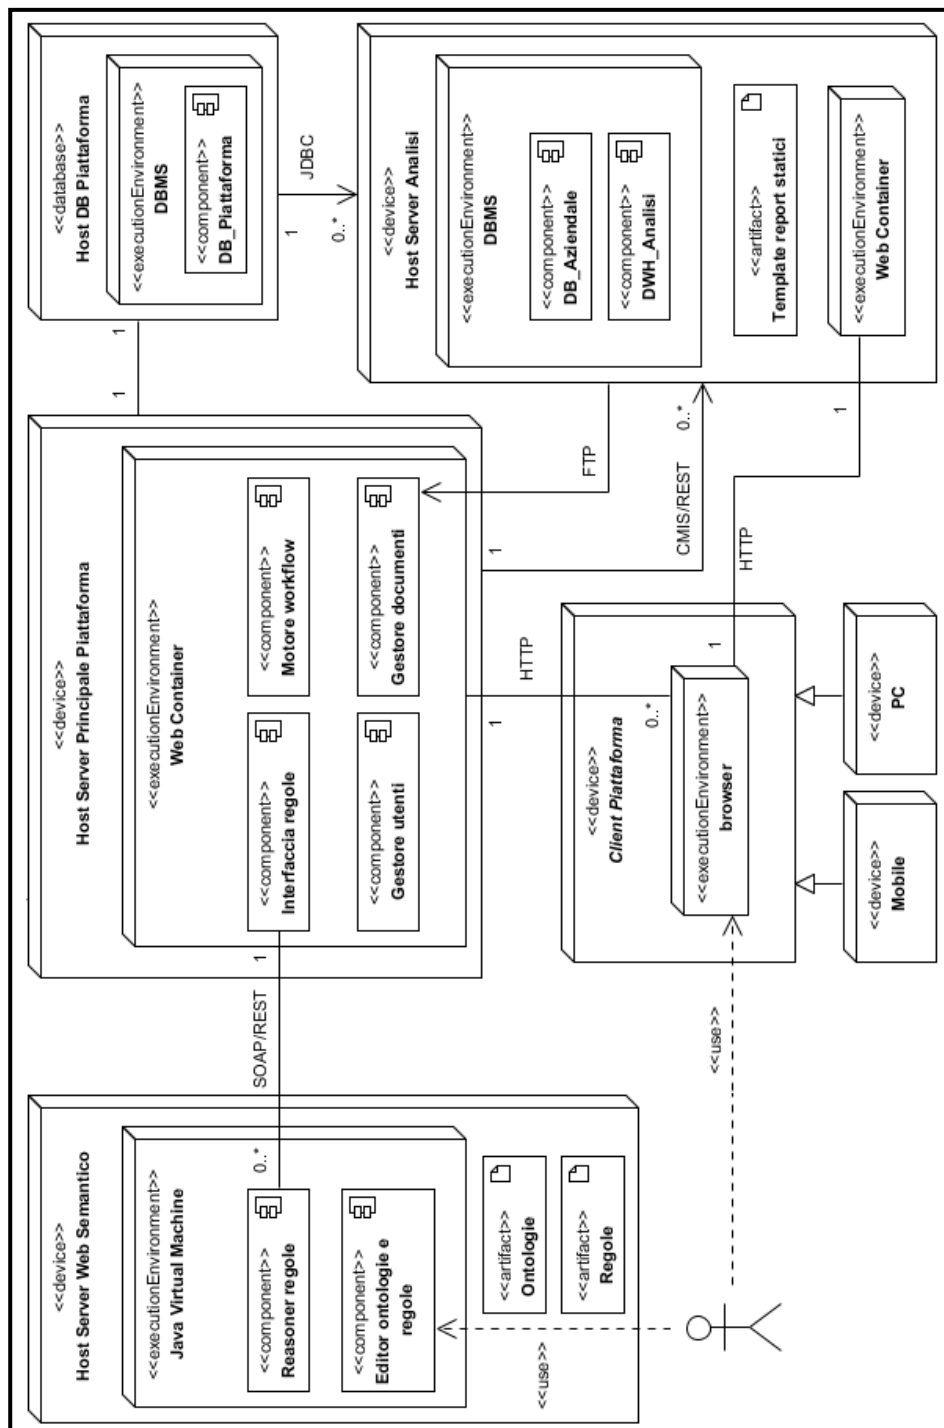 <<device>>
Host Server Web Semantico
<<executionEnvironment>>
Java Virtual Machine
<<component>>
Reasoner regole
<<component>>
Editor ontologie e
regole
<<artifact>>
Ontologie
<<artifact>>
Regole
0..*
SOAP/REST
1
<<use>>
<<use>>
<<device>>
Host Server Principale Piattaforma
<<executionEnvironment>>
Web Container
<<component>>
Interfaccia regole
<<component>>
Motore workflow
<<component>>
Gestore utenti
<<component>>
Gestore documenti
1
HTTP
0..*
<<device>>
Client Piattaforma
<<executionEnvironment>>
browser
<<device>>
Mobile
<<device>>
PC
1
HTTP
1
1
CMIS/REST
0..*
FTP
1
1
<<database>>
Host DB Piattaforma
<<executionEnvironment>>
DBMS
<<component>>
DB_Piattaforma
1
JDBC
0..*
<<device>>
Host Server Analisi
<<executionEnvironment>>
DBMS
<<component>>
DB_Aziendale
<<component>>
DWH_Analisi
<<artifact>>
Template report statici
<<executionEnvironment>>
Web Container